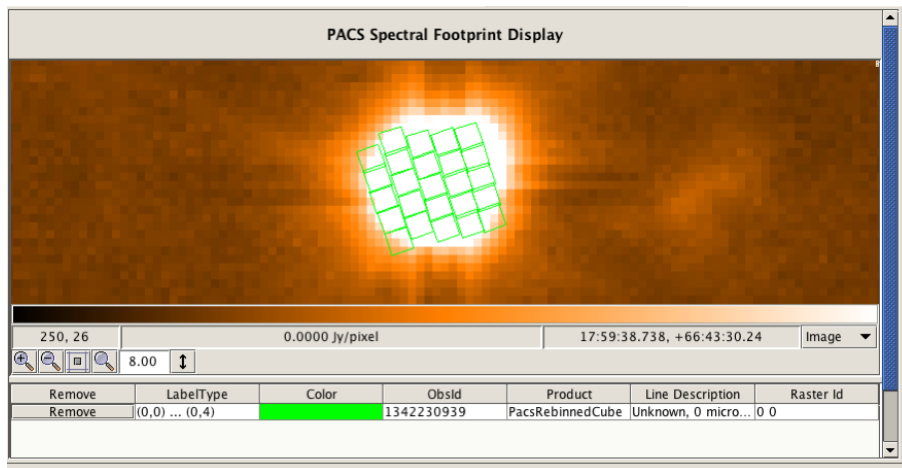 PACS Spectral Footprint Display
250, 26 0.0000 Jy/pixel 17:59:38.738, +66:43:30.24 Image
8.00
Remove LabelType Color ObsId Product Line Description Raster Id
Remove (0,0) ... (0,4) 1342230939 PacsRebinnedCube Unknown, 0 micro... 0 0